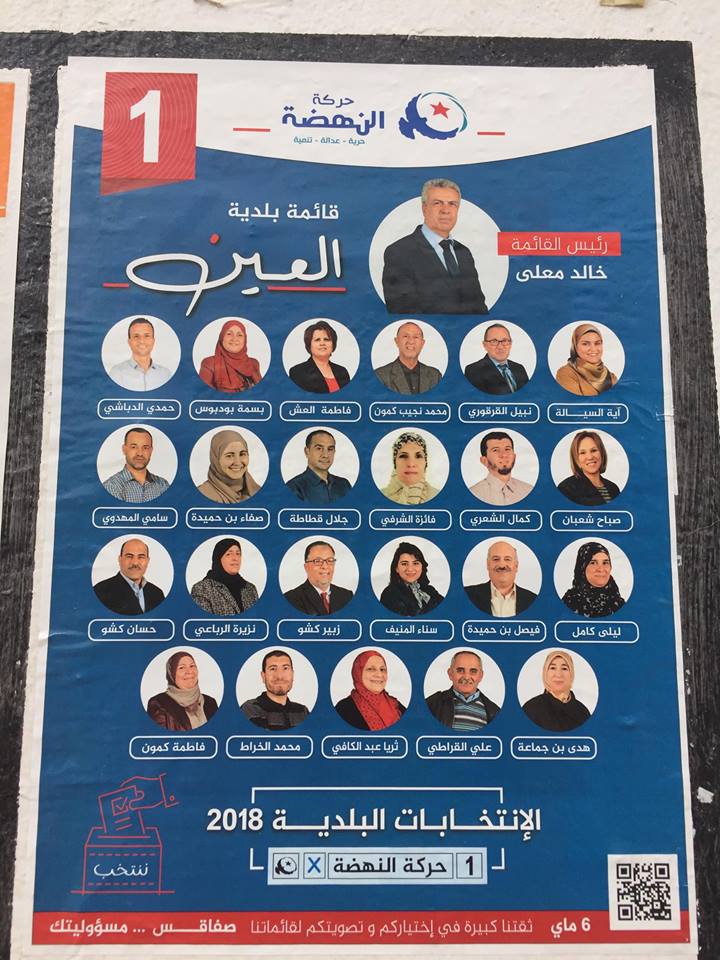 1
حركة
النهضة
حرية - عدالة - تنمية
قائمة بلدية
العين
رئيس القائمة
خالد معلى
آية السيالة
نبيل القرقوري
محمد نجيب كمون
فاطمة العش
بسمة بودبوس
حمدي الدباشي
صباح شعبان
كمال الشعري
فائزة الشرفي
جلال قطاطة
صفاء بن حميدة
سامي المهدوي
ليلى كامل
فيصل بن حميدة
سناء المنيف
زبير كشو
نزيرة الرباعي
حسان كشو
هدى بن جماعة
علي القراطي
ثريا عبد الكافي
محمد الخراط
فاطمة كمون
الإنتخابات البلدية 2018
1 حركة النهضة X
ننتخب
6 ماي ثقتنا كبيرة في إختياركم و تصويتكم لقائماتنا صفاقس ... مسؤوليتك